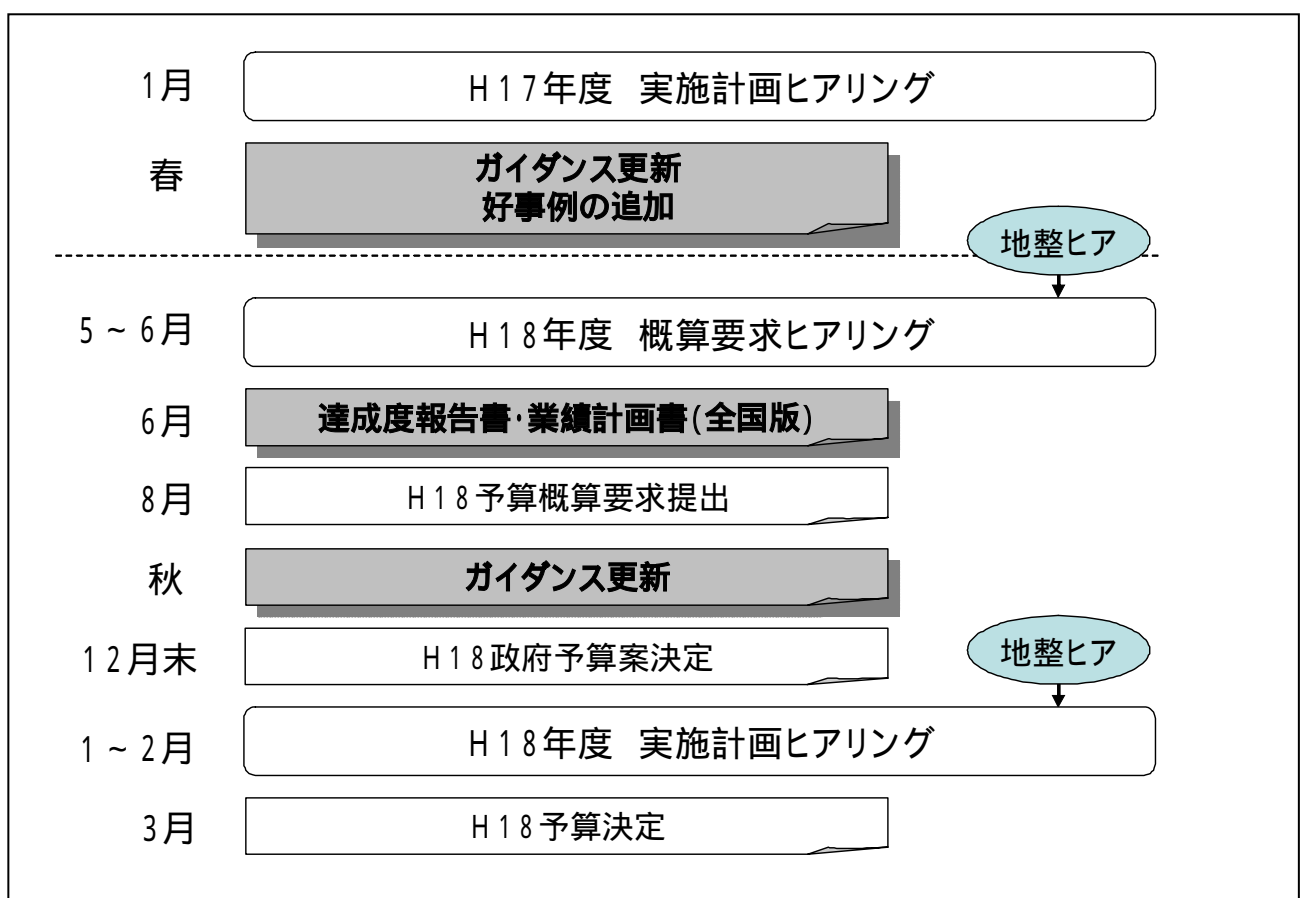 1月
H17年度 実施計画ヒアリング
春
ガイダンス更新
好事例の追加
地整ヒア
5~6月
H18年度 概算要求ヒアリング
6月
達成度報告書・業績計画書(全国版)
8月
H18予算概算要求提出
秋
ガイダンス更新
12月末
H18政府予算案決定
地整ヒア
1~2月
H18年度 実施計画ヒアリング
3月
H18予算決定